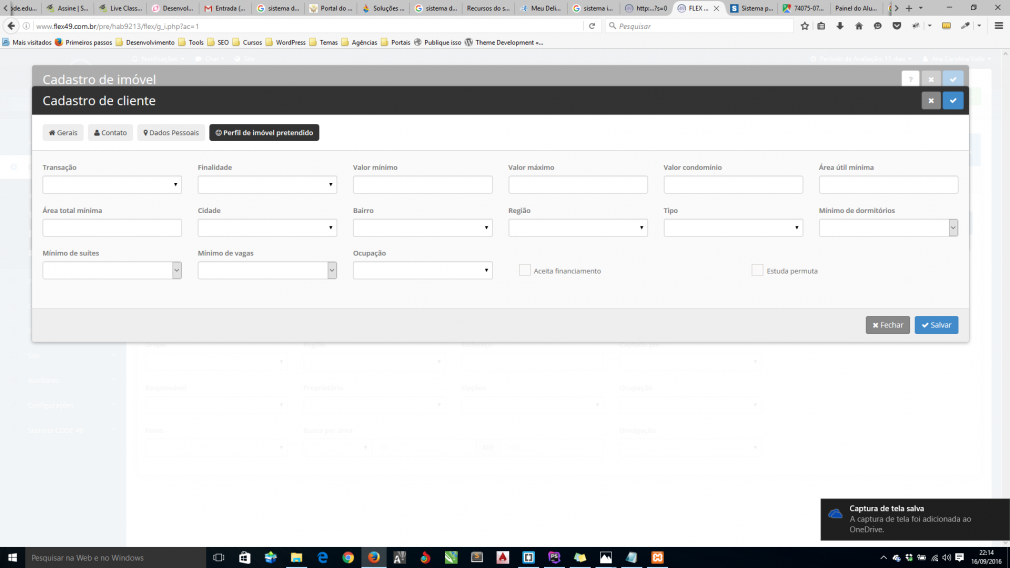 de.edu...
Assine | S...
Live Class...
Desenvol...
Entrada (...
sistema d...
Portal do ...
Soluções ...
sistema d...
Recursos do s...
Meu Deli...
sistema i...
http:...?s=0
FLEX ...
Sistema p...
74075-07...
Painel do Alu...
www.flex49.com.br/pre/hab9213/flex/g_i.php?ac=1
Pesquisar
Mais visitados
Primeiros passos
Desenvolvimento
Tools
SEO
Cursos
WordPress
Temas
Agências
Portais
Publique isso
Theme Development «...
Cadastro de imóvel
?
Cadastro de cliente
Gerais
Contato
Dados Pessoais
Perfil de imóvel pretendido
Transação
Finalidade
Valor mínimo
Valor máximo
Valor condomínio
Área útil mínima
Área total mínima
Cidade
Bairro
Região
Tipo
Mínimo de dormitórios
Mínimo de suítes
Mínimo de vagas
Ocupação
Aceita financiamento
Estuda permuta
Fechar
Salvar
Captura de tela salva
A captura de tela foi adicionada ao
OneDrive.
Pesquisar na Web e no Windows
22:14
16/09/2016